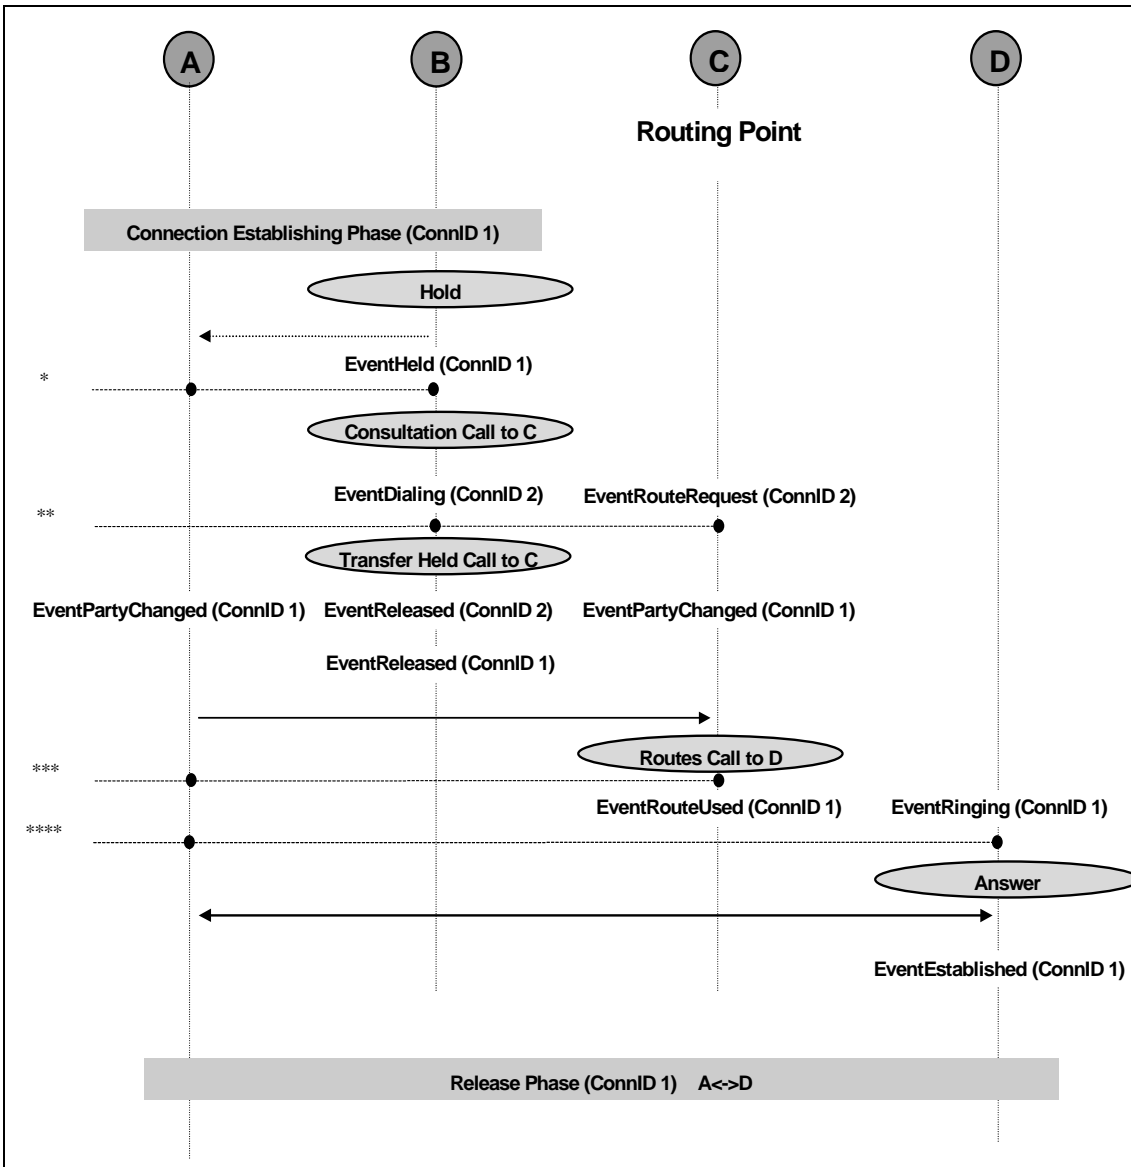 A B C D
Routing Point
Connection Establishing Phase (ConnID 1)
Hold
EventHeld (ConnID 1)
*
Consultation Call to C
EventDialing (ConnID 2) EventRouteRequest (ConnID 2)
**
Transfer Held Call to C
EventPartyChanged (ConnID 1) EventReleased (ConnID 2) EventPartyChanged (ConnID 1)
EventReleased (ConnID 1)
Routes Call to D
***
EventRouteUsed (ConnID 1) EventRinging (ConnID 1)
****
Answer
EventEstablished (ConnID 1)
Release Phase (ConnID 1) A<->D